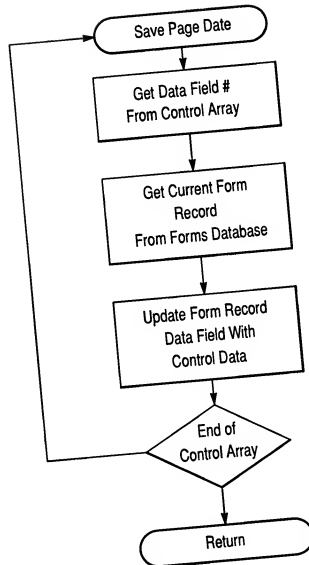 Save Page Date
Get Data Field #
From Control Array
Get Current Form
Record
From Forms Database
Update Form Record
Data Field With
Control Data
End of
Control Array
Return